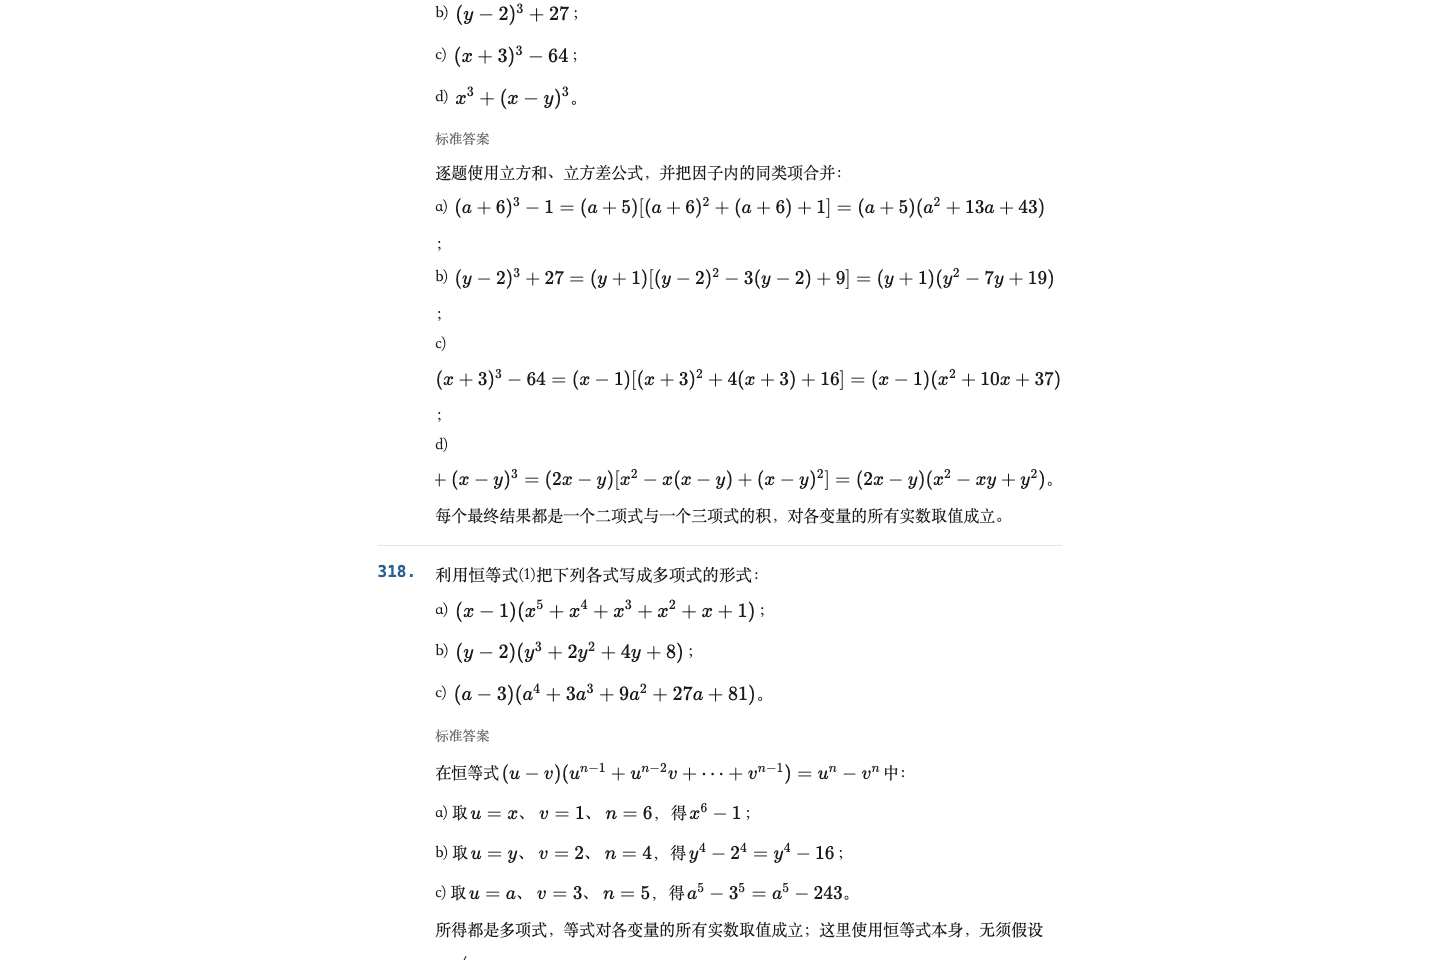 b) (y − 2)³ + 27 ;
c) (x + 3)³ − 64 ;
d) x³ + (x − y)³。
标准答案
逐题使用立方和、立方差公式，并把因子内的同类项合并：
a) (a + 6)³ − 1 = (a + 5)[(a + 6)² + (a + 6) + 1] = (a + 5)(a² + 13a + 43)
;
b) (y − 2)³ + 27 = (y + 1)[(y − 2)² − 3(y − 2) + 9] = (y + 1)(y² − 7y + 19)
;
c)
(x + 3)³ − 64 = (x − 1)[(x + 3)² + 4(x + 3) + 16] = (x − 1)(x² + 10x + 37)
;
d)
+ (x − y)³ = (2x − y)[x² − x(x − y) + (x − y)²] = (2x − y)(x² − xy + y²)。
每个最终结果都是一个二项式与一个三项式的积，对各变量的所有实数取值成立。
318. 利用恒等式(1)把下列各式写成多项式的形式：
a) (x − 1)(x⁵ + x⁴ + x³ + x² + x + 1) ;
b) (y − 2)(y³ + 2y² + 4y + 8) ;
c) (a − 3)(a⁴ + 3a³ + 9a² + 27a + 81)。
标准答案
在恒等式 (u − v)(uⁿ⁻¹ + uⁿ⁻²v + ⋯ + vⁿ⁻¹) = uⁿ − vⁿ 中：
a) 取 u = x、 v = 1、 n = 6，得 x⁶ − 1 ;
b) 取 u = y、 v = 2、 n = 4，得 y⁴ − 2⁴ = y⁴ − 16 ;
c) 取 u = a、 v = 3、 n = 5，得 a⁵ − 3⁵ = a⁵ − 243。
所得都是多项式，等式对各变量的所有实数取值成立；这里使用恒等式本身，无须假设